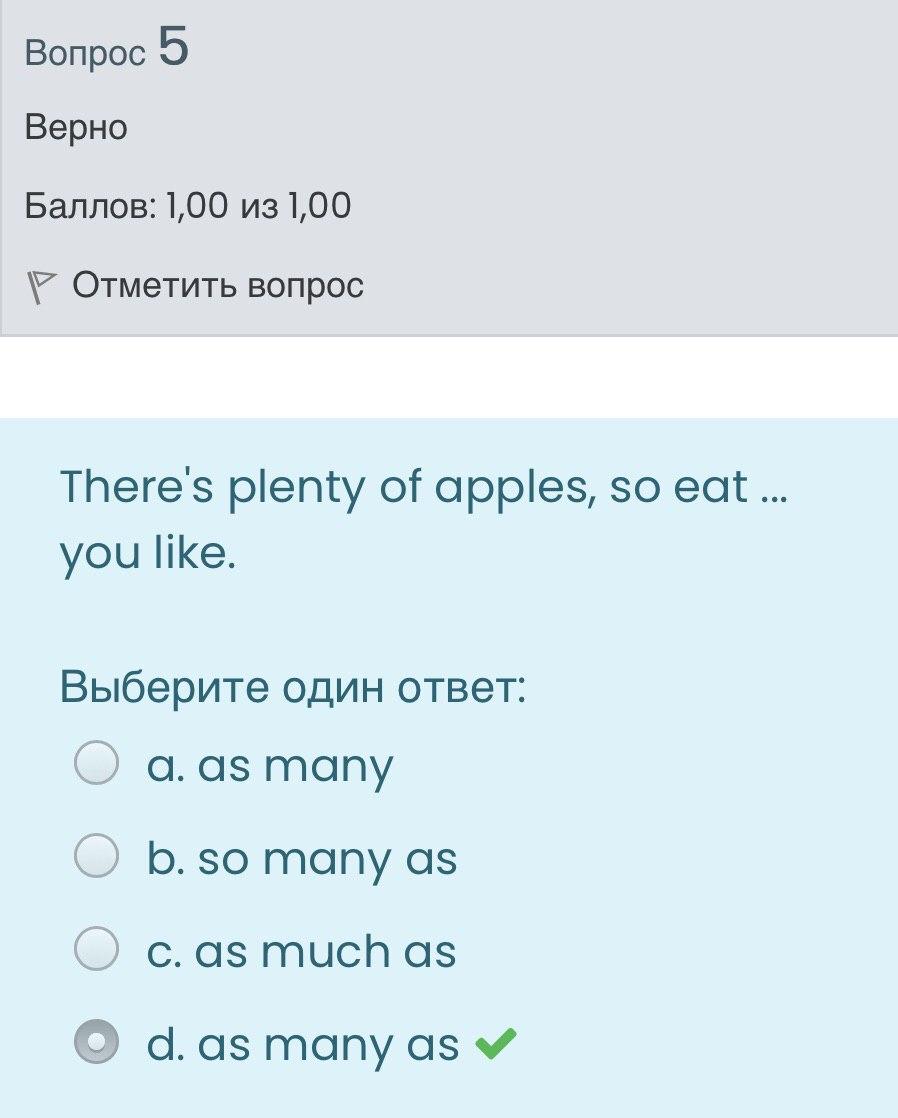 Вопрос 5
Верно
Баллов: 1,00 из 1,00
Отметить вопрос
There's plenty of apples, so eat ...
you like.
Выберите один ответ:
a. as many
b. so many as
c. as much as
d. as many as